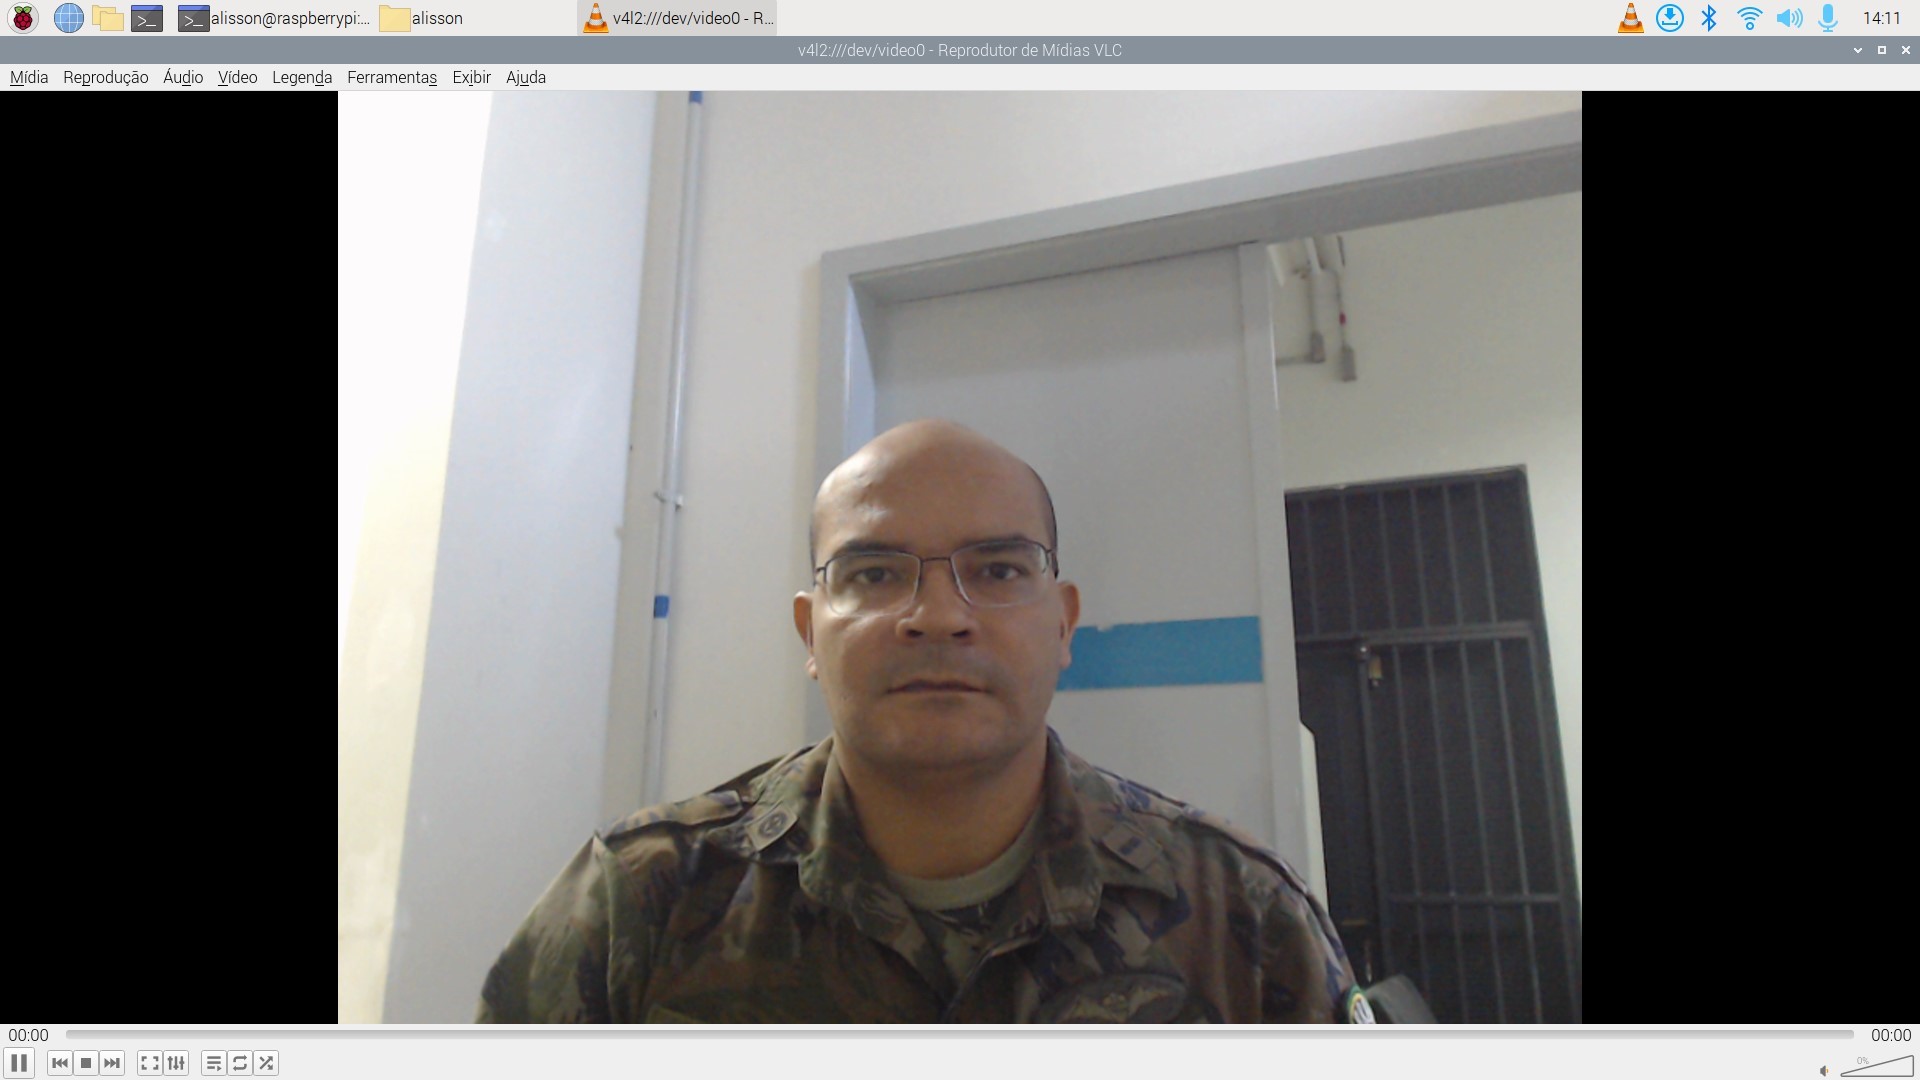 alisson@raspberrypi:... alisson v4l2:///dev/video0 - R... 14:11
v4l2:///dev/video0 - Reprodutor de Mídias VLC
Mídia Reprodução Áudio Vídeo Legenda Ferramentas Exibir Ajuda
00:00 00:00
0%